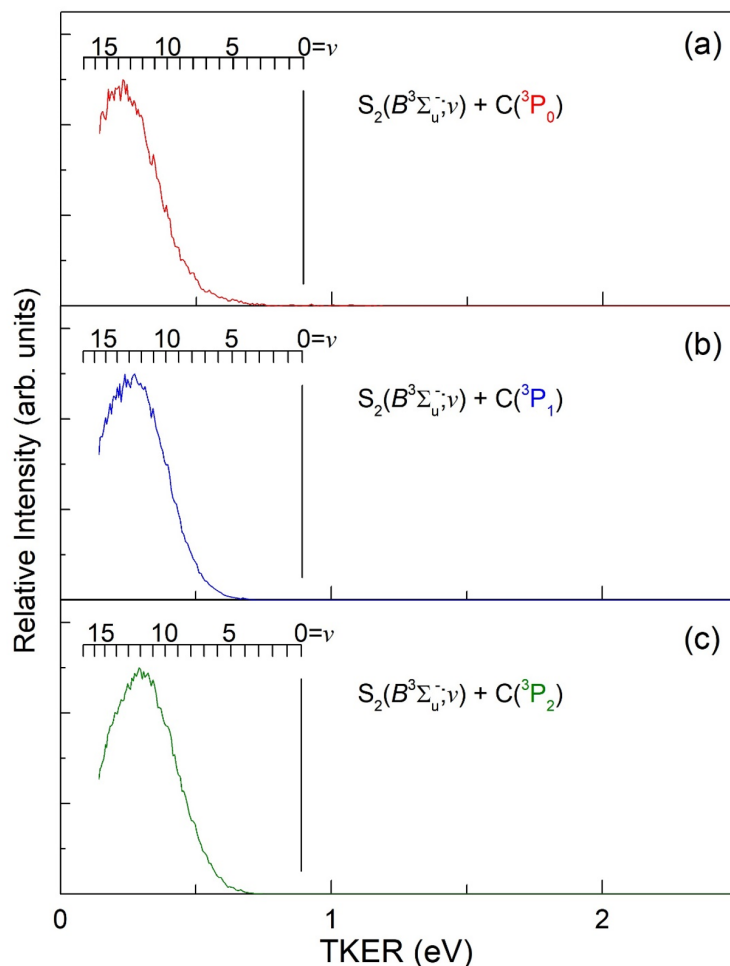 15 10 5 0=v
(a)
S₂(B³Σᵤ⁻;v) + C(³P₀)
15 10 5 0=v
(b)
S₂(B³Σᵤ⁻;v) + C(³P₁)
15 10 5 0=v
(c)
S₂(B³Σᵤ⁻;v) + C(³P₂)
Relative Intensity (arb. units)
0 1 2
TKER (eV)